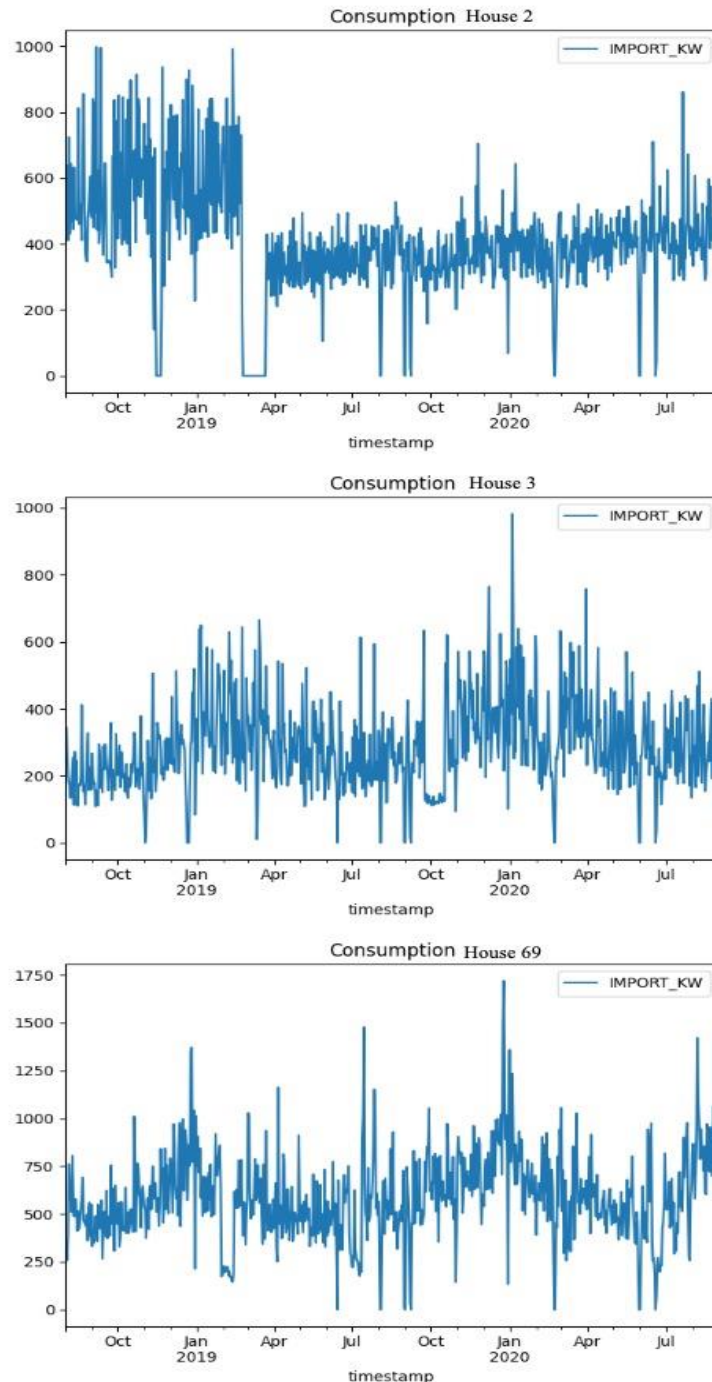 Consumption House 2
IMPORT_KW
1000
800
600
400
200
0
Oct Jan Apr Jul Oct Jan Apr Jul
2019 2020
timestamp
Consumption House 3
IMPORT_KW
1000
800
600
400
200
0
Oct Jan Apr Jul Oct Jan Apr Jul
2019 2020
timestamp
Consumption House 69
1750
IMPORT_KW
1500
1250
1000
750
500
250
0
Oct Jan Apr Jul Oct Jan Apr Jul
2019 2020
timestamp